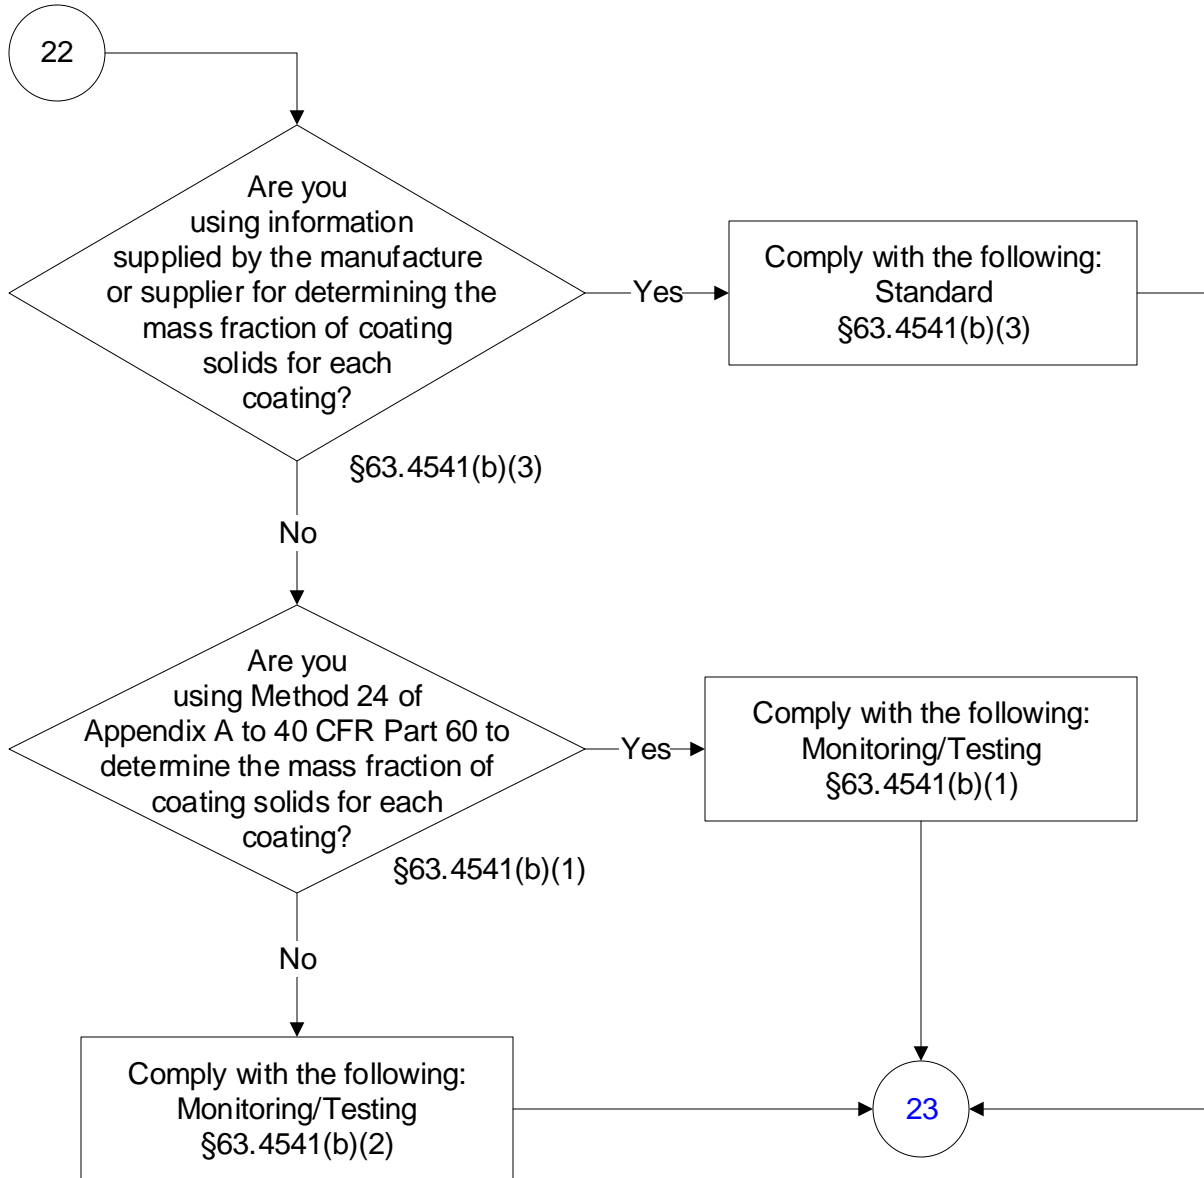 22
Are you
using information
supplied by the manufacture
or supplier for determining the
mass fraction of coating
solids for each
coating?
Yes
Comply with the following:
Standard
§63.4541(b)(3)
§63.4541(b)(3)
No
Are you
using Method 24 of
Appendix A to 40 CFR Part 60 to
determine the mass fraction of
coating solids for each
coating?
Yes
Comply with the following:
Monitoring/Testing
§63.4541(b)(1)
§63.4541(b)(1)
No
Comply with the following:
Monitoring/Testing
§63.4541(b)(2)
23